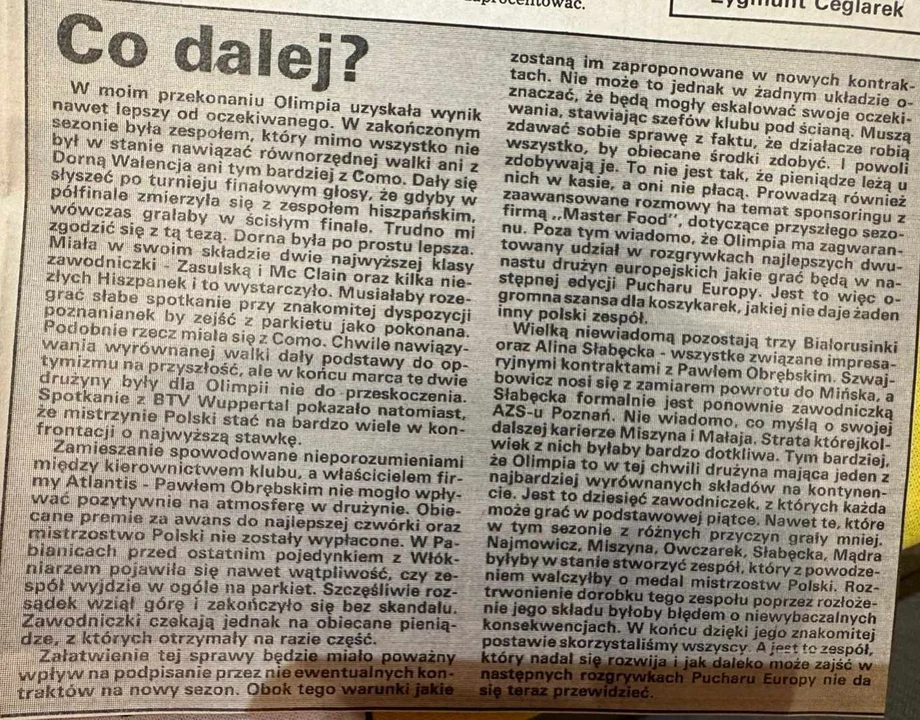 Zygmunt Ceglarek
Co dalej?
W moim przekonaniu Olimpia uzyskała wynik
nawet lepszy od oczekiwanego. W zakończonym
sezonie była zespołem, który mimo wszystko nie
był w stanie nawiązać równorzędnej walki ani z
Dorną Walencja ani tym bardziej z Como. Dały się
słyszeć po turnieju finałowym głosy, że gdyby w
półfinale zmierzyła się z zespołem hiszpańskim,
wówczas grałaby w ścisłym finale. Trudno mi
zgodzić się z tą tezą. Dorna była po prostu lepsza.
Miała w swoim składzie dwie najwyższej klasy
zawodniczki - Zasulską i Mc Clain oraz kilka nie-
złych Hiszpanek i to wystarczyło. Musiałaby roze-
grać słabe spotkanie przy znakomitej dyspozycji
poznanianek by zejść z parkietu jako pokonana.
Podobnie rzecz miała się z Como. Chwile nawiązy-
wania wyrównanej walki dały podstawy do op-
tymizmu na przyszłość, ale w końcu marca te dwie
drużyny były dla Olimpii nie do przeskoczenia.
Spotkanie z BTV Wuppertal pokazało natomiast,
że mistrzynie Polski stać na bardzo wiele w kon-
frontacji o najwyższą stawkę.
Zamieszanie spowodowane nieporozumieniami
między kierownictwem klubu, a właścicielem fir-
my Atlantis - Pawłem Obrębskim nie mogło wpły-
wać pozytywnie na atmosferę w drużynie. Obie-
cane premie za awans do najlepszej czwórki oraz
mistrzostwo Polski nie zostały wypłacone. W Pa-
bianicach przed ostatnim pojedynkiem z Włók-
niarzem pojawiła się nawet wątpliwość, czy ze-
spół wyjdzie w ogóle na parkiet. Szczęśliwie roz-
sądek wziął górę i zakończyło się bez skandalu.
Zawodniczki czekają jednak na obiecane pienią-
dze, z których otrzymały na razie część.
Załatwienie tej sprawy będzie miało poważny
wpływ na podpisanie przez nie ewentualnych kon-
traktów na nowy sezon. Obok tego warunki jakie
zostaną im zaproponowane w nowych kontrak-
tach. Nie może to jednak w żadnym układzie o-
znaczać, że będą mogły eskalować swoje oczeki-
wania, stawiając szefów klubu pod ścianą. Muszą
zdawać sobie sprawę z faktu, że działacze robią
wszystko, by obiecane środki zdobyć. I powoli
zdobywają je. To nie jest tak, że pieniądze leżą u
nich w kasie, a oni nie płacą. Prowadzą również
zaawansowane rozmowy na temat sponsoringu z
firmą „Master Food”, dotyczące przyszłego sezo-
nu. Poza tym wiadomo, że Olimpia ma zagwaran-
towany udział w rozgrywkach najlepszych dwu-
nastu drużyn europejskich jakie grać będą w na-
stępnej edycji Pucharu Europy. Jest to więc o-
gromna szansa dla koszykarek, jakiej nie daje żaden
inny polski zespół.
Wielką niewiadomą pozostają trzy Białorusinki
oraz Alina Słabęcka - wszystkie związane impresa-
ryjnymi kontraktami z Pawłem Obrębskim. Szwaj-
bowicz nosi się z zamiarem powrotu do Mińska, a
Słabęcka formalnie jest ponownie zawodniczką
AZS-u Poznań. Nie wiadomo, co myślą o swojej
dalszej karierze Miszyna i Małaja. Strata którejkol-
wiek z nich byłaby bardzo dotkliwa. Tym bardziej,
że Olimpia to w tej chwili drużyna mająca jeden z
najbardziej wyrównanych składów na kontynen-
cie. Jest to dziesięć zawodniczek, z których każda
może grać w podstawowej piątce. Nawet te, które
w tym sezonie z różnych przyczyn grały mniej.
Najmowicz, Miszyna, Owczarek, Słabęcka, Mądra
byłyby w stanie stworzyć zespół, który z powodze-
niem walczyłby o medal mistrzostw Polski. Roz-
trwonienie dorobku tego zespołu poprzez rozłoże-
nie jego składu byłoby błędem o niewybaczalnych
konsekwencjach. W końcu dzięki jego znakomitej
postawie skorzystaliśmy wszyscy. A jest to zespół,
który nadal się rozwija i jak daleko może zajść w
następnych rozgrywkach Pucharu Europy nie da
się teraz przewidzieć.